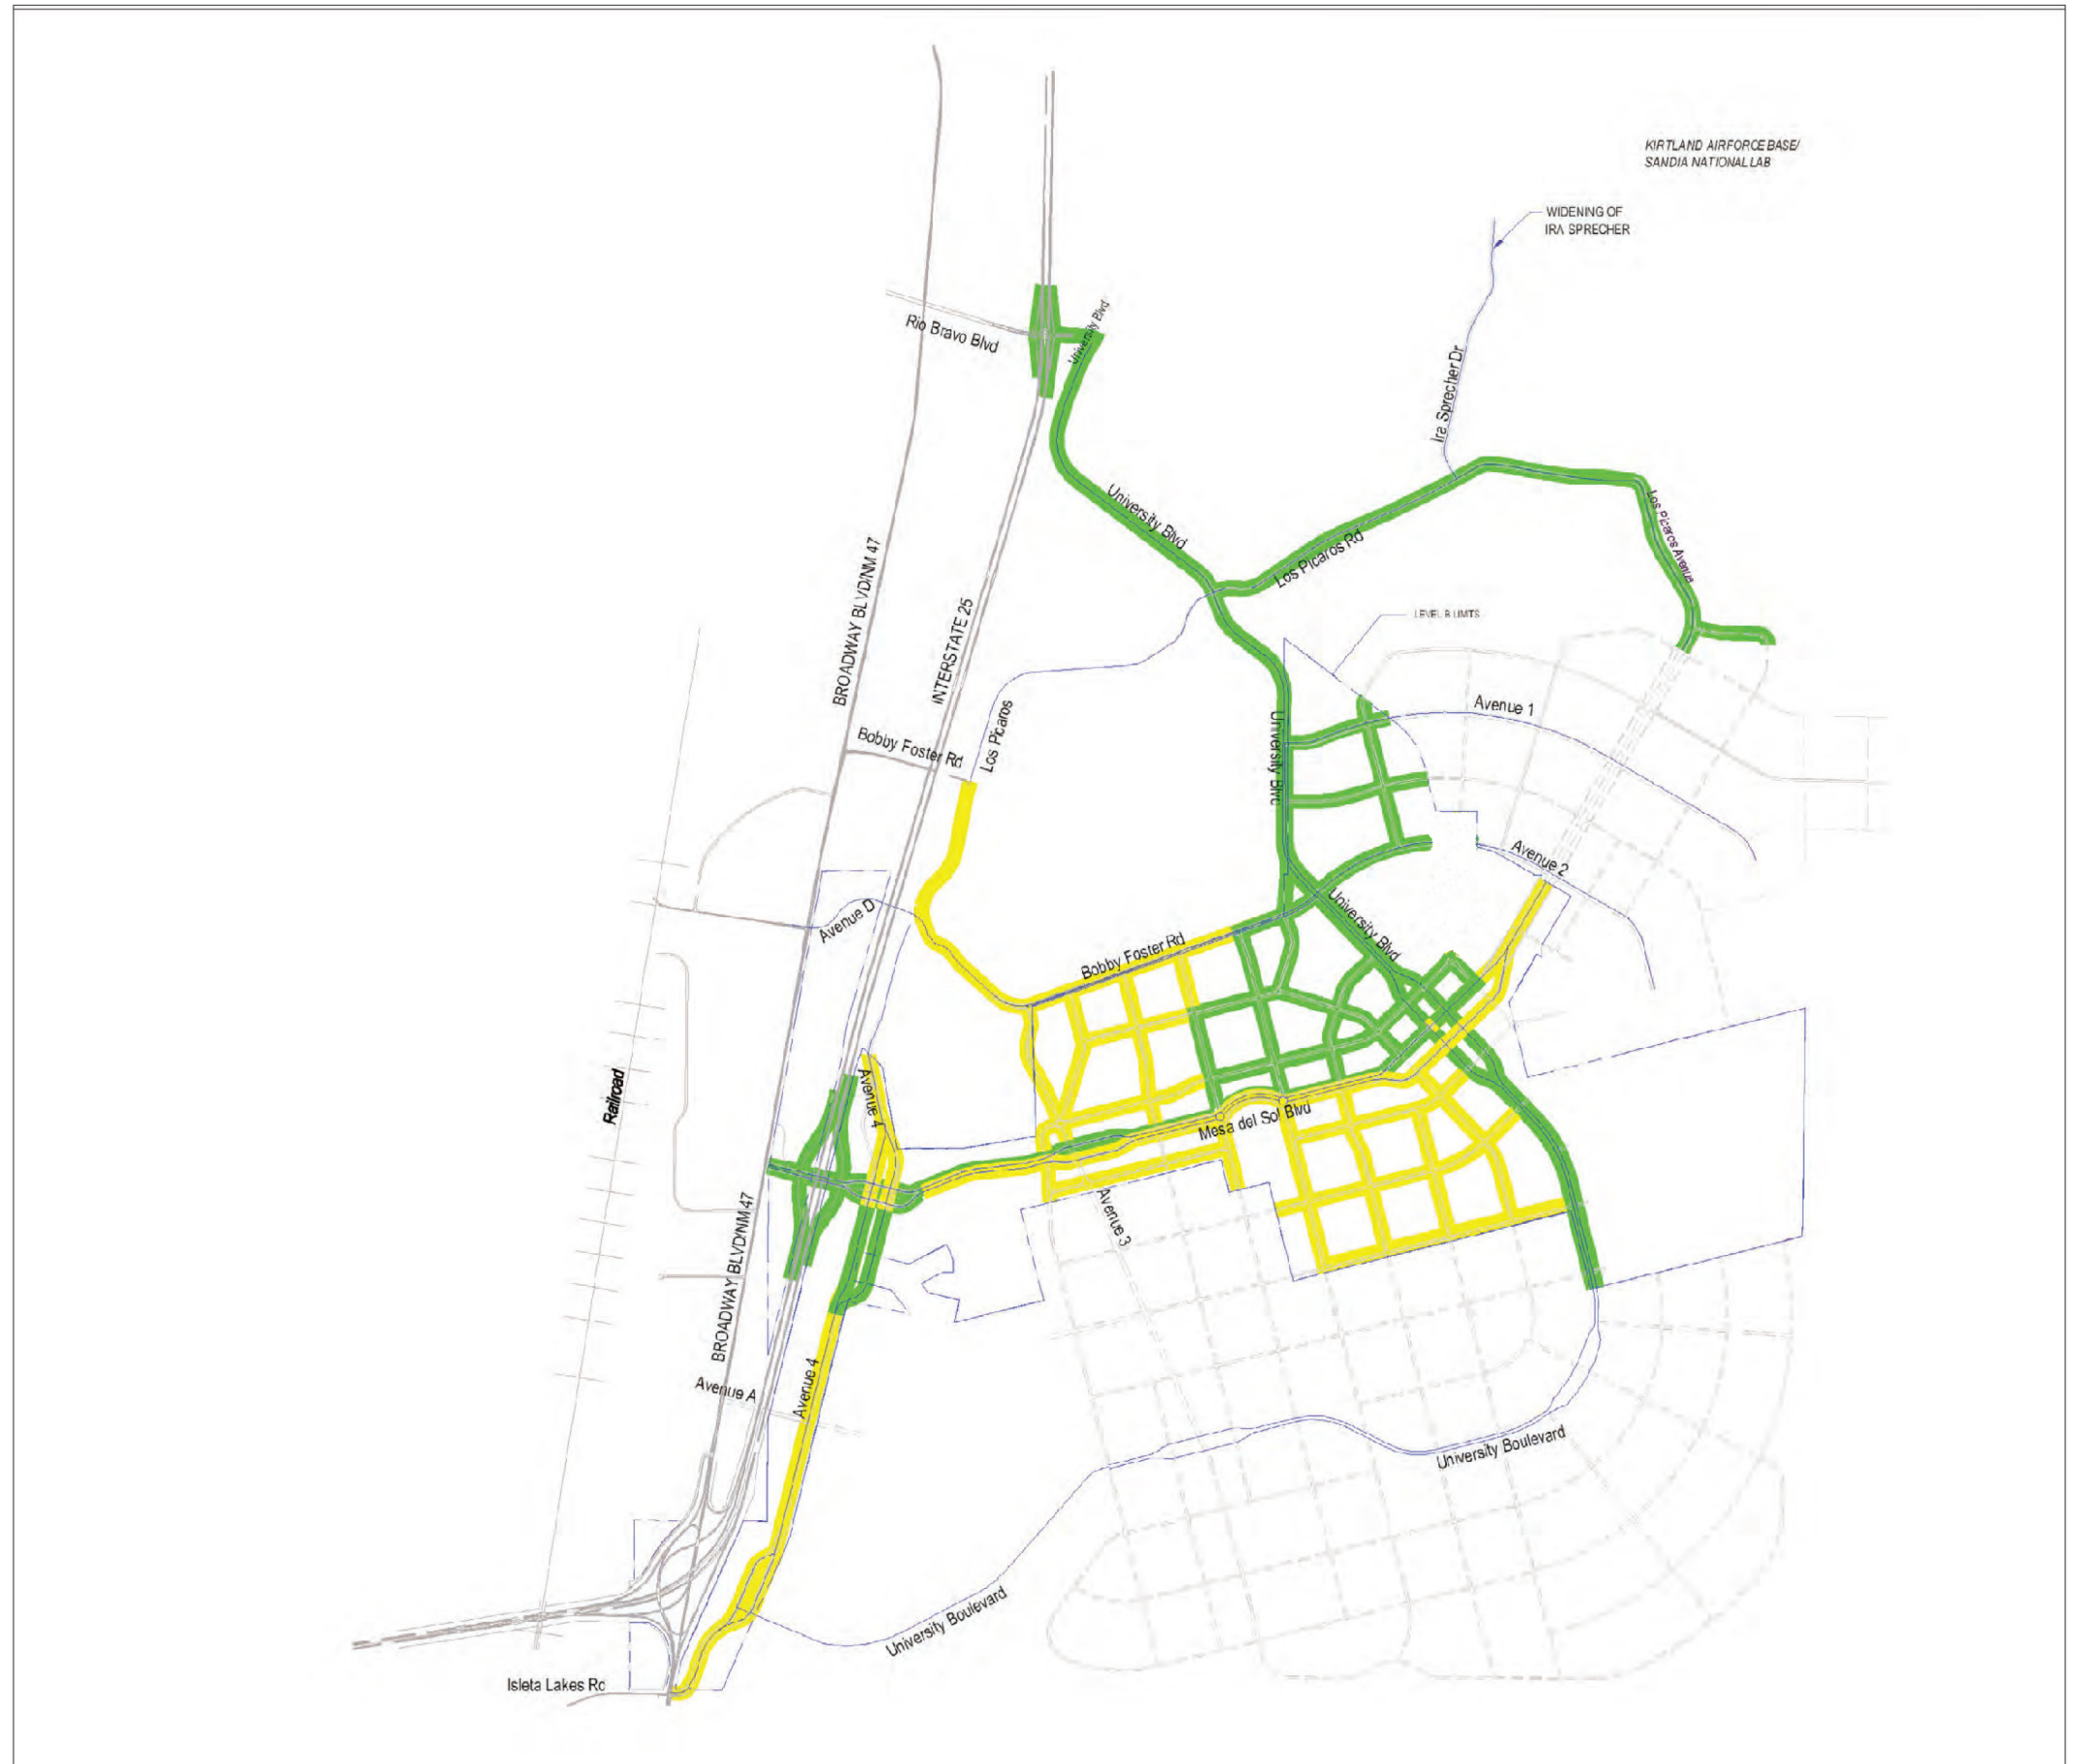 KIRTLAND AIRFORCE BASE/
SANDIA NATIONAL LAB
WIDENING OF
IRA SPRECHER
Rio Bravo Blvd
University Blvd
Ira Sprecher Dr
University Blvd
Los Picaros Rd
Los Picaros Avenue
BROADWAY BLVD/NM 47
INTERSTATE 25
LEVEL B LIMITS
Los Picaros
University Blvd
Avenue 1
Bobby Foster Rd
Avenue 2
Avenue D
University Blvd
Bobby Foster Rd
Railroad
Avenue 4
Mesa del Sol Blvd
Avenue 3
BROADWAY BLVD/NM 47
Avenue A
Avenue 4
University Boulevard
University Boulevard
Isleta Lakes Rd